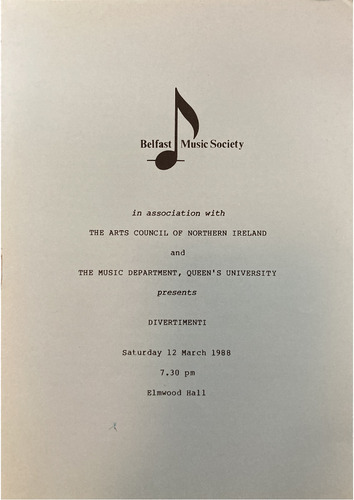 Belfast Music Society
in association with
THE ARTS COUNCIL OF NORTHERN IRELAND
and
THE MUSIC DEPARTMENT, QUEEN'S UNIVERSITY
presents
DIVERTIMENTI
Saturday 12 March 1988
7.30 pm
Elmwood Hall